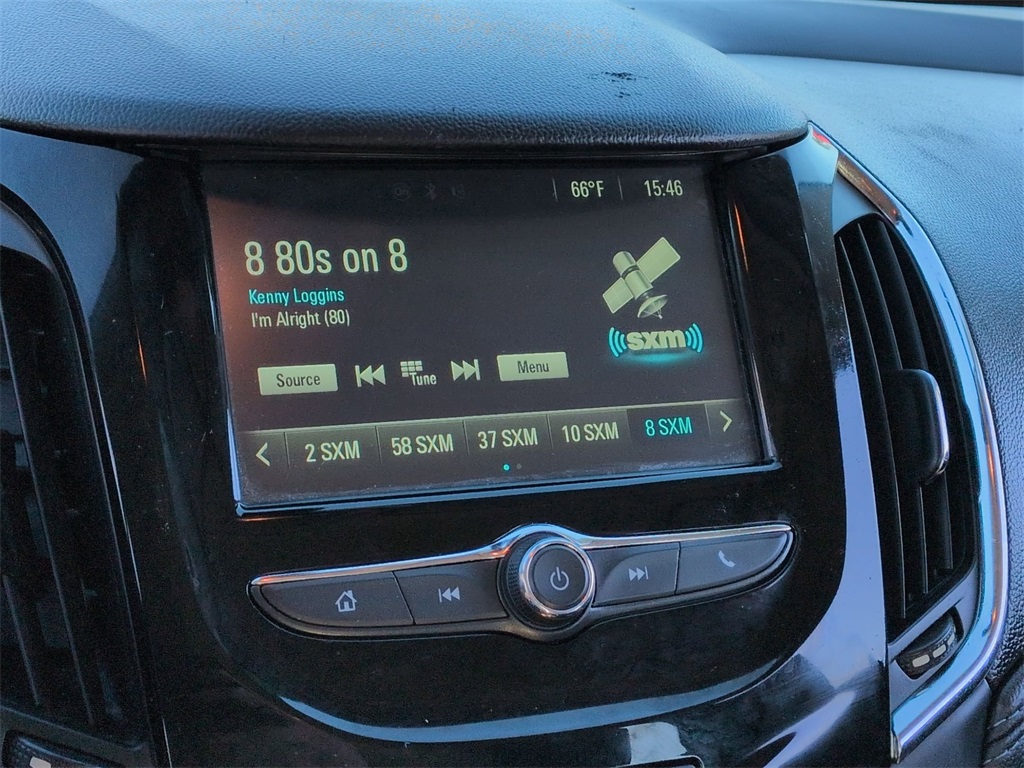 66°F 15:46
8 80s on 8
Kenny Loggins
I'm Alright (80)
sxm
Source Tune Menu
2 SXM 58 SXM 37 SXM 10 SXM 8 SXM